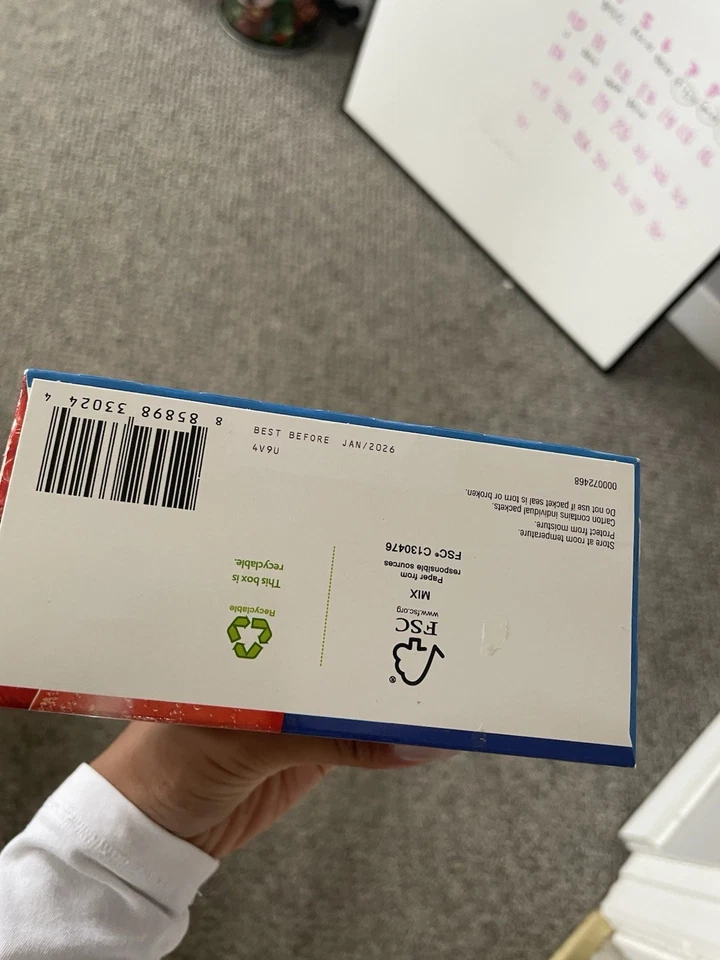 8 85898 33024 4
BEST BEFORE JAN/2026
4V9U
000072468
Store at room temperature.
Protect from moisture.
Carton contains individual packets.
Do not use if packet seal is torn or broken.
Recyclable
This box is
recyclable.
®
FSC
www.fsc.org
MIX
Paper from
responsible sources
FSC® C130476